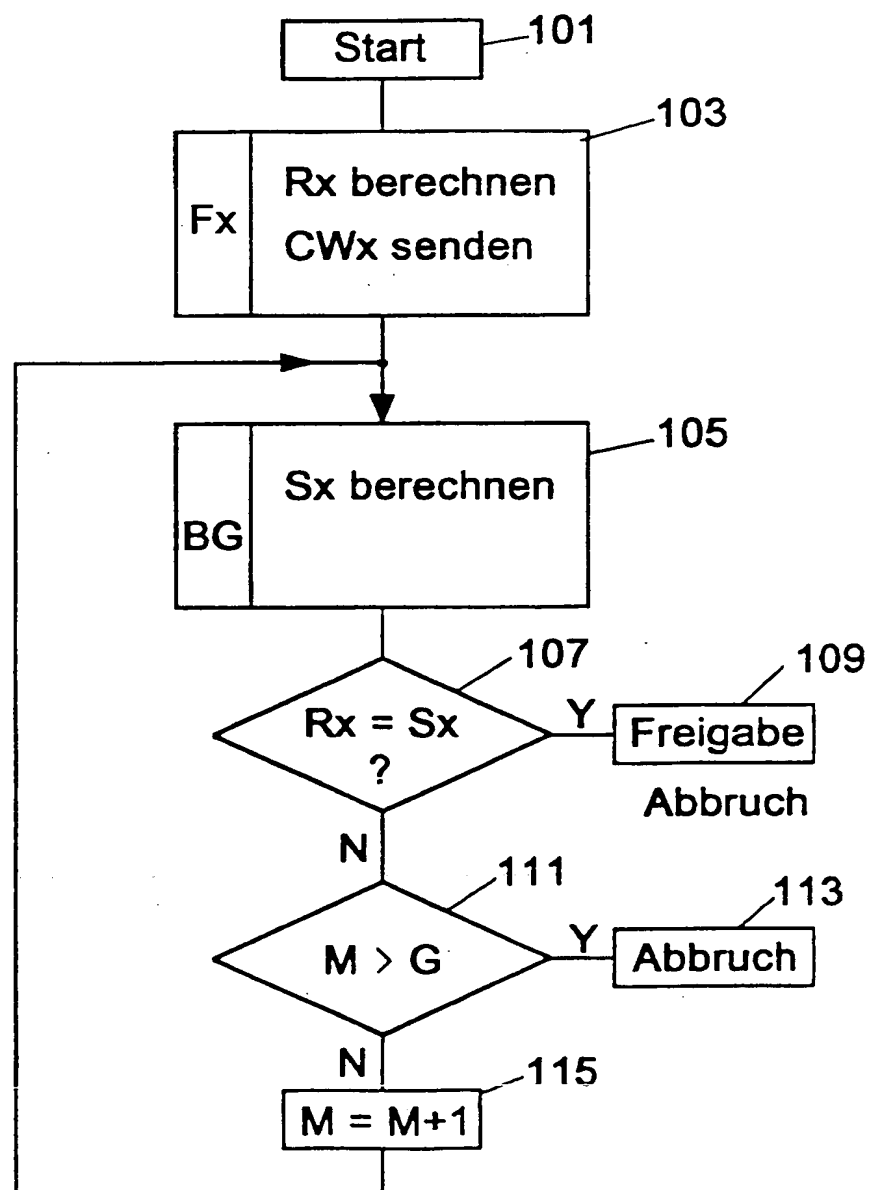 Start
101
103
Fx
Rx berechnen
CWx senden
105
BG
Sx berechnen
107
Rx = Sx
?
Y
109
Freigabe
Abbruch
N
111
M > G
Y
113
Abbruch
N
115
M = M+1